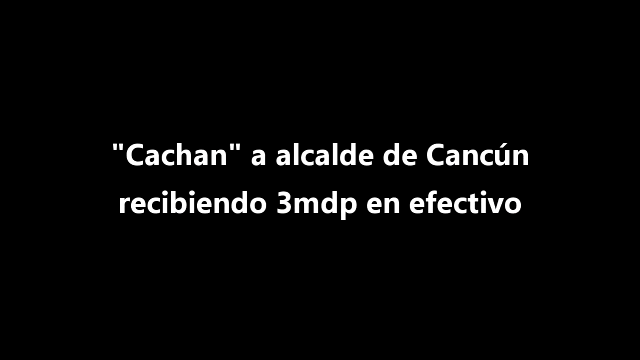 "Cachan" a alcalde de Cancún
recibiendo 3mdp en efectivo